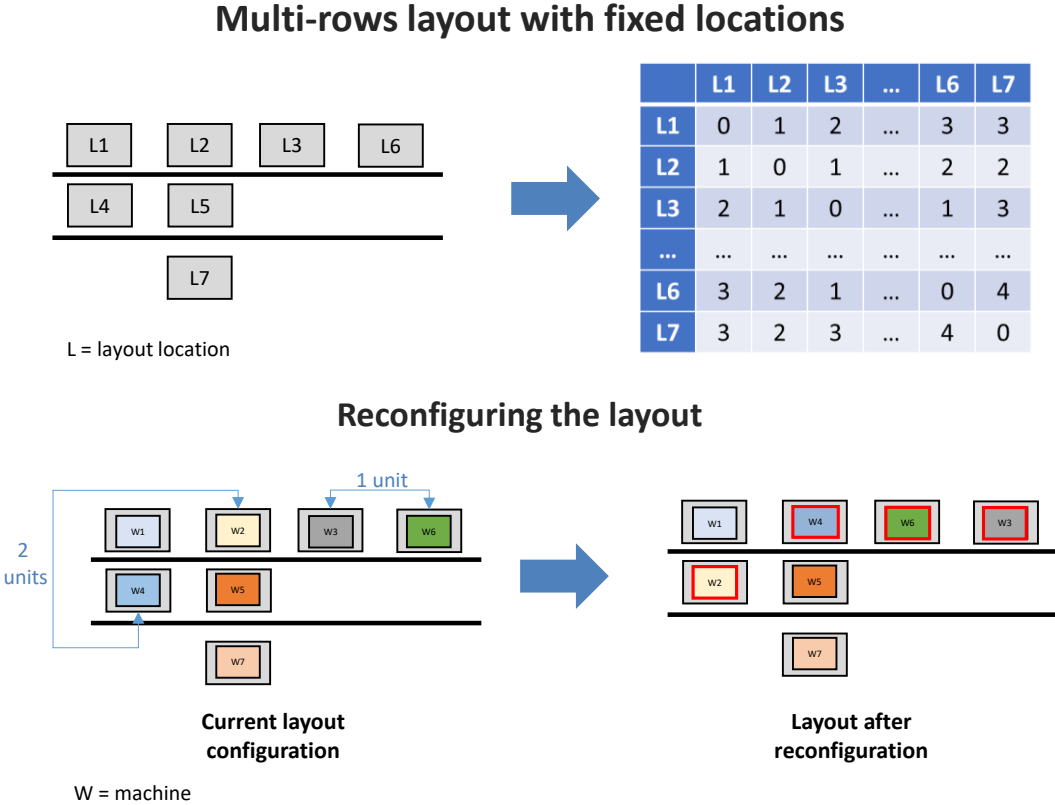 Multi-rows layout with fixed locations
L1 L2 L3 L6
L4 L5
L7
L = layout location
L1 L2 L3 ... L6 L7
L1 0 1 2 ... 3 3
L2 1 0 1 ... 2 2
L3 2 1 0 ... 1 3
... ... ... ... ... ... ...
L6 3 2 1 ... 0 4
L7 3 2 3 ... 4 0
Reconfiguring the layout
1 unit
2
units
W1 W2 W3 W6
W4 W5
W7
Current layout
configuration
W1 W4 W6 W3
W2 W5
W7
Layout after
reconfiguration
W = machine